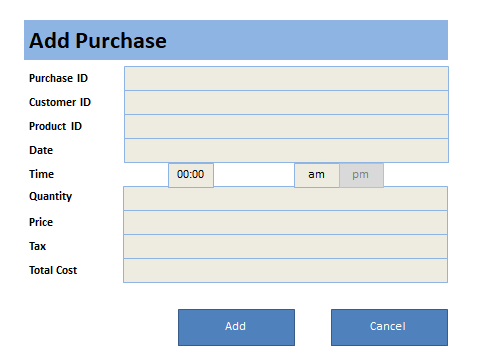 Add Purchase
Purchase ID
Customer ID
Product ID
Date
Time 00:00 am pm
Quantity
Price
Tax
Total Cost
Add Cancel